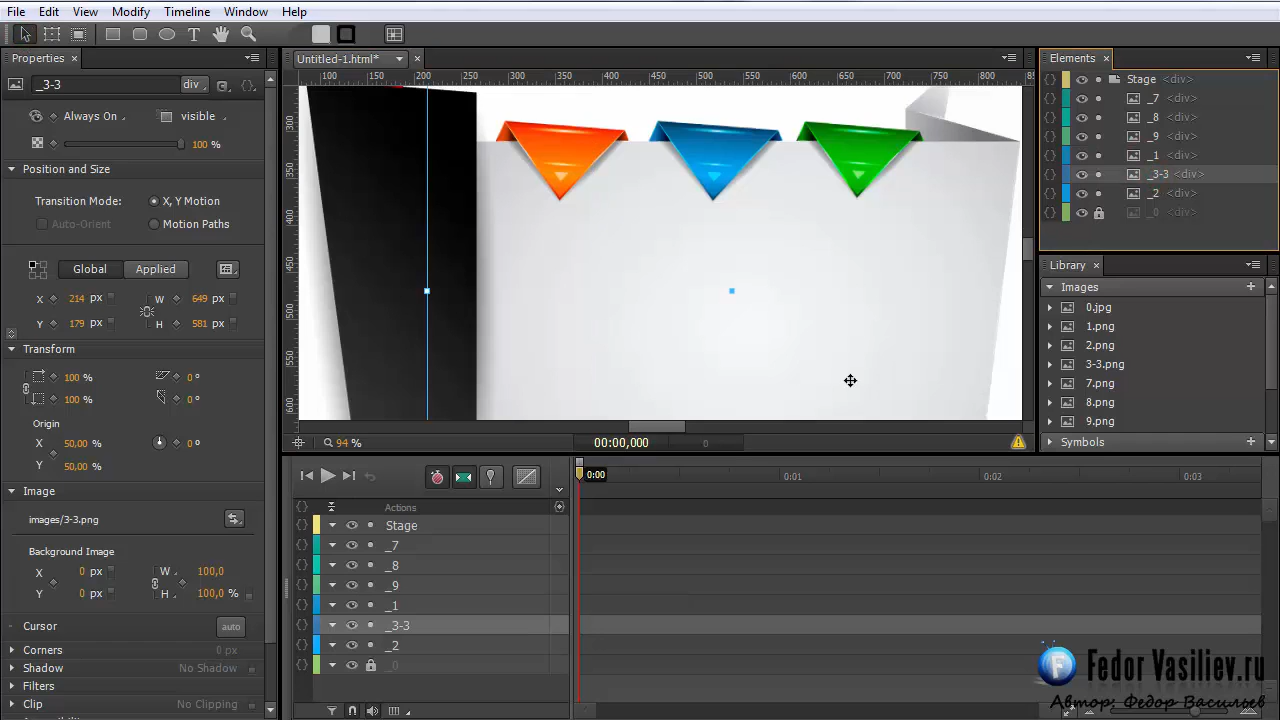 File Edit View Modify Timeline Window Help
Properties
_3-3 div
Always On visible
100 %
Position and Size
Transition Mode: X, Y Motion
Auto-Orient Motion Paths
Global Applied
X 214 px W 649 px
Y 179 px H 581 px
Transform
100 % 0 º
100 % 0 º
Origin
X 50,00 % 0 º
Y 50,00 %
Image
images/3-3.png
Background Image
X 0 px W 100,0
Y 0 px H 100,0 %
Cursor auto
Corners 0 px
Shadow No Shadow
Filters
Clip No Clipping
Untitled-1.html*
100 150 200 250 300 350 400 450 500 550 600 650 700 750 800
300
350
400
450
500
550
600
94 % 00:00,000 0
Elements
Stage <div>
_7 <div>
_8 <div>
_9 <div>
_1 <div>
_3-3 <div>
_2 <div>
_0 <div>
Library
Images
0.jpg
1.png
2.png
3-3.png
7.png
8.png
9.png
Symbols
0:00 0:01 0:02 0:03
Actions
Stage
_7
_8
_9
_1
_3-3
_2
_0
Fedor Vasiliev.ru
Автор: Федор Васильев